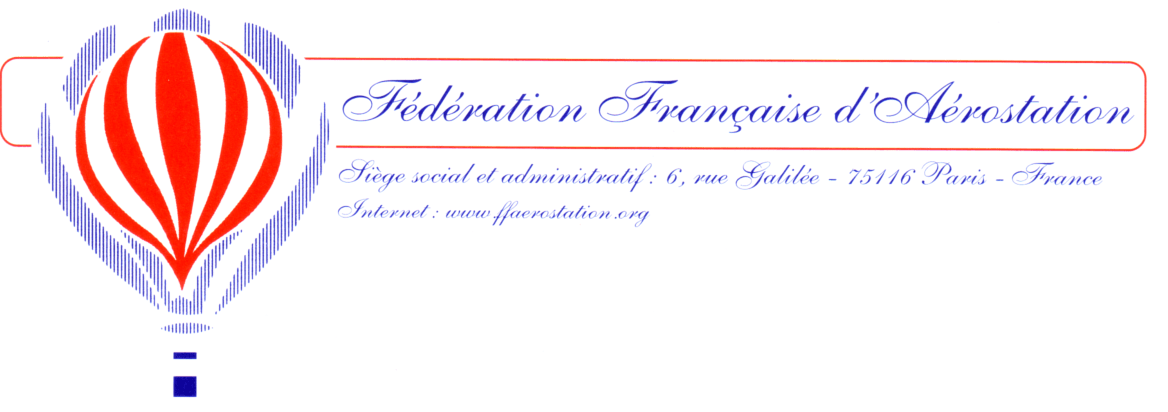 Fédération Française d'Aérostation
Siège social et administratif : 6, rue Galilée - 75116 Paris - France
Internet : www.ffaerostation.org